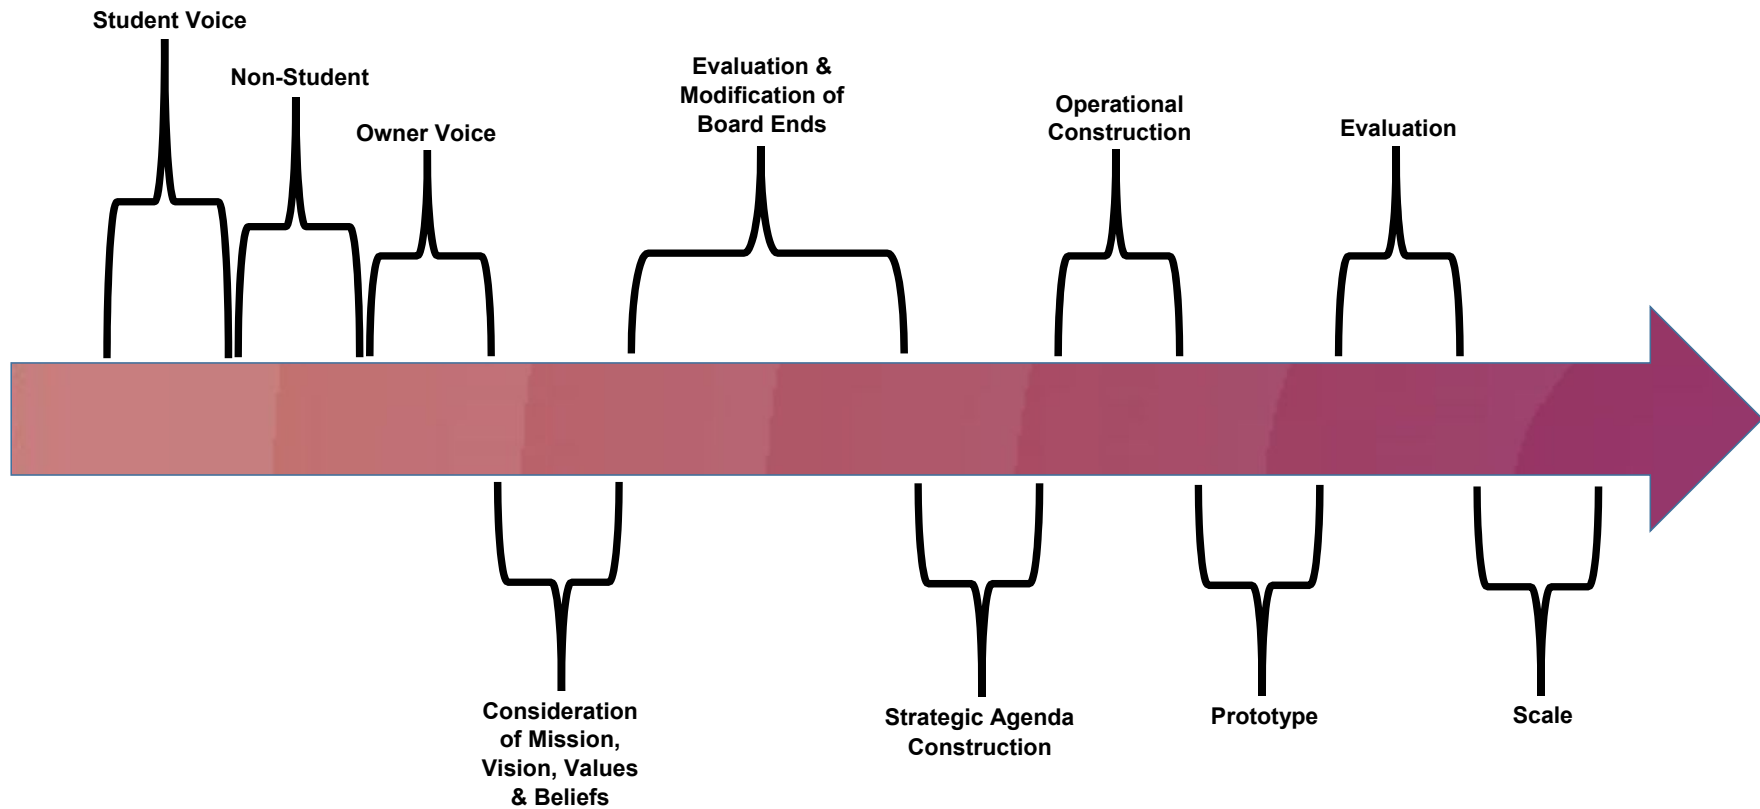 Student Voice
Non-Student
Owner Voice
Evaluation &
Modification of
Board Ends
Operational
Construction
Evaluation
Consideration
of Mission,
Vision, Values
& Beliefs
Strategic Agenda
Construction
Prototype
Scale